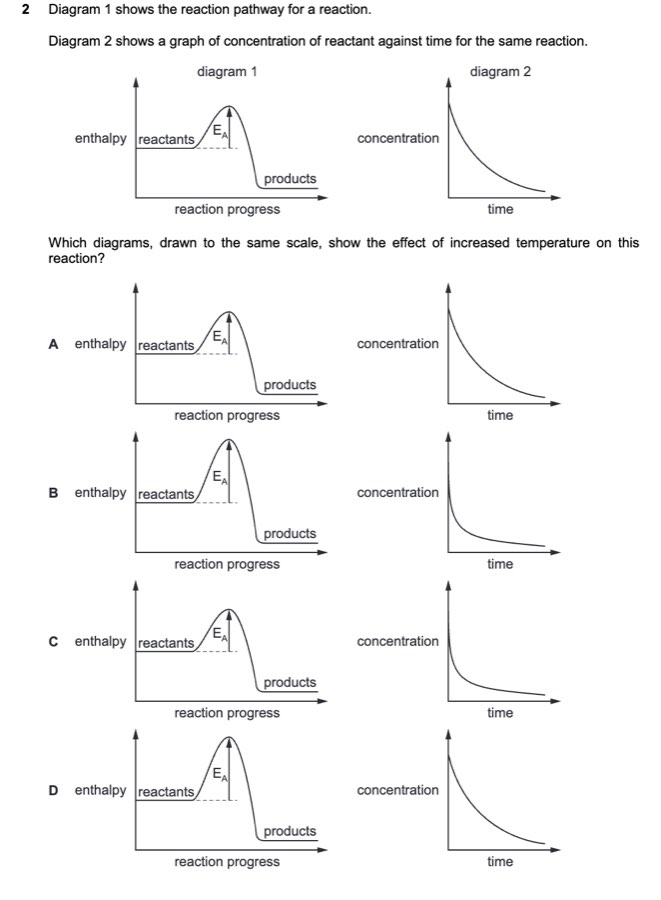 2 Diagram 1 shows the reaction pathway for a reaction.
Diagram 2 shows a graph of concentration of reactant against time for the same reaction.
diagram 1
enthalpy
reactants
EA
products
reaction progress
diagram 2
concentration
time
Which diagrams, drawn to the same scale, show the effect of increased temperature on this
reaction?
A enthalpy
reactants
EA
products
reaction progress
concentration
time
B enthalpy
reactants
EA
products
reaction progress
concentration
time
C enthalpy
reactants
EA
products
reaction progress
concentration
time
D enthalpy
reactants
EA
products
reaction progress
concentration
time